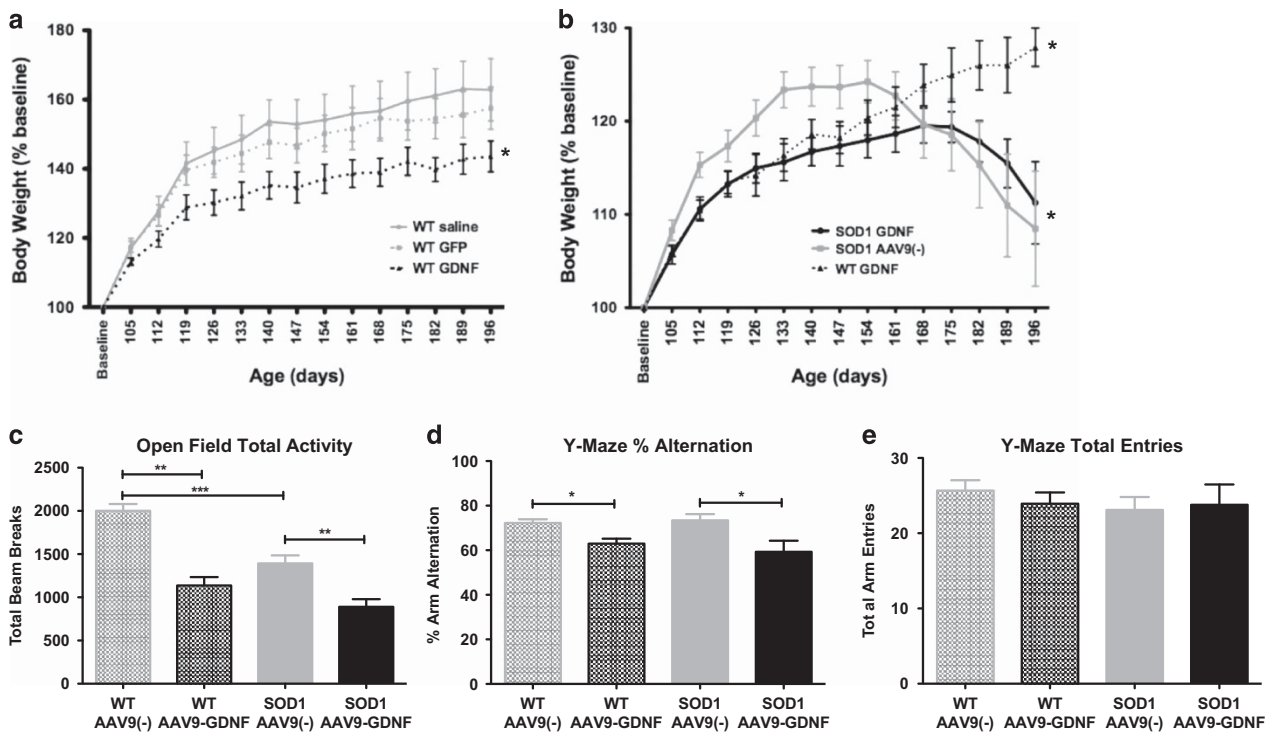 a
180
160
140
120
100
Body Weight (% baseline)
WT saline
WT GFP
WT GDNF
*
Baseline
105
112
119
126
133
140
147
154
161
168
175
182
189
196
Age (days)
b
130
120
110
100
Body Weight (% baseline)
*
*
SOD1 GDNF
SOD1 AAV9(-)
WT GDNF
Baseline
105
112
119
126
133
140
147
154
161
168
175
182
189
196
Age (days)
c
Open Field Total Activity
2500
2000
1500
1000
500
0
Total Beam Breaks
**
***
**
WT
AAV9(-)
WT
AAV9-GDNF
SOD1
AAV9(-)
SOD1
AAV9-GDNF
d
Y-Maze % Alternation
100
80
60
40
20
0
% Arm Alternation
*
*
WT
AAV9(-)
WT
AAV9-GDNF
SOD1
AAV9(-)
SOD1
AAV9-GDNF
e
Y-Maze Total Entries
30
20
10
0
Tot al Arm Entries
WT
AAV9(-)
WT
AAV9-GDNF
SOD1
AAV9(-)
SOD1
AAV9-GDNF